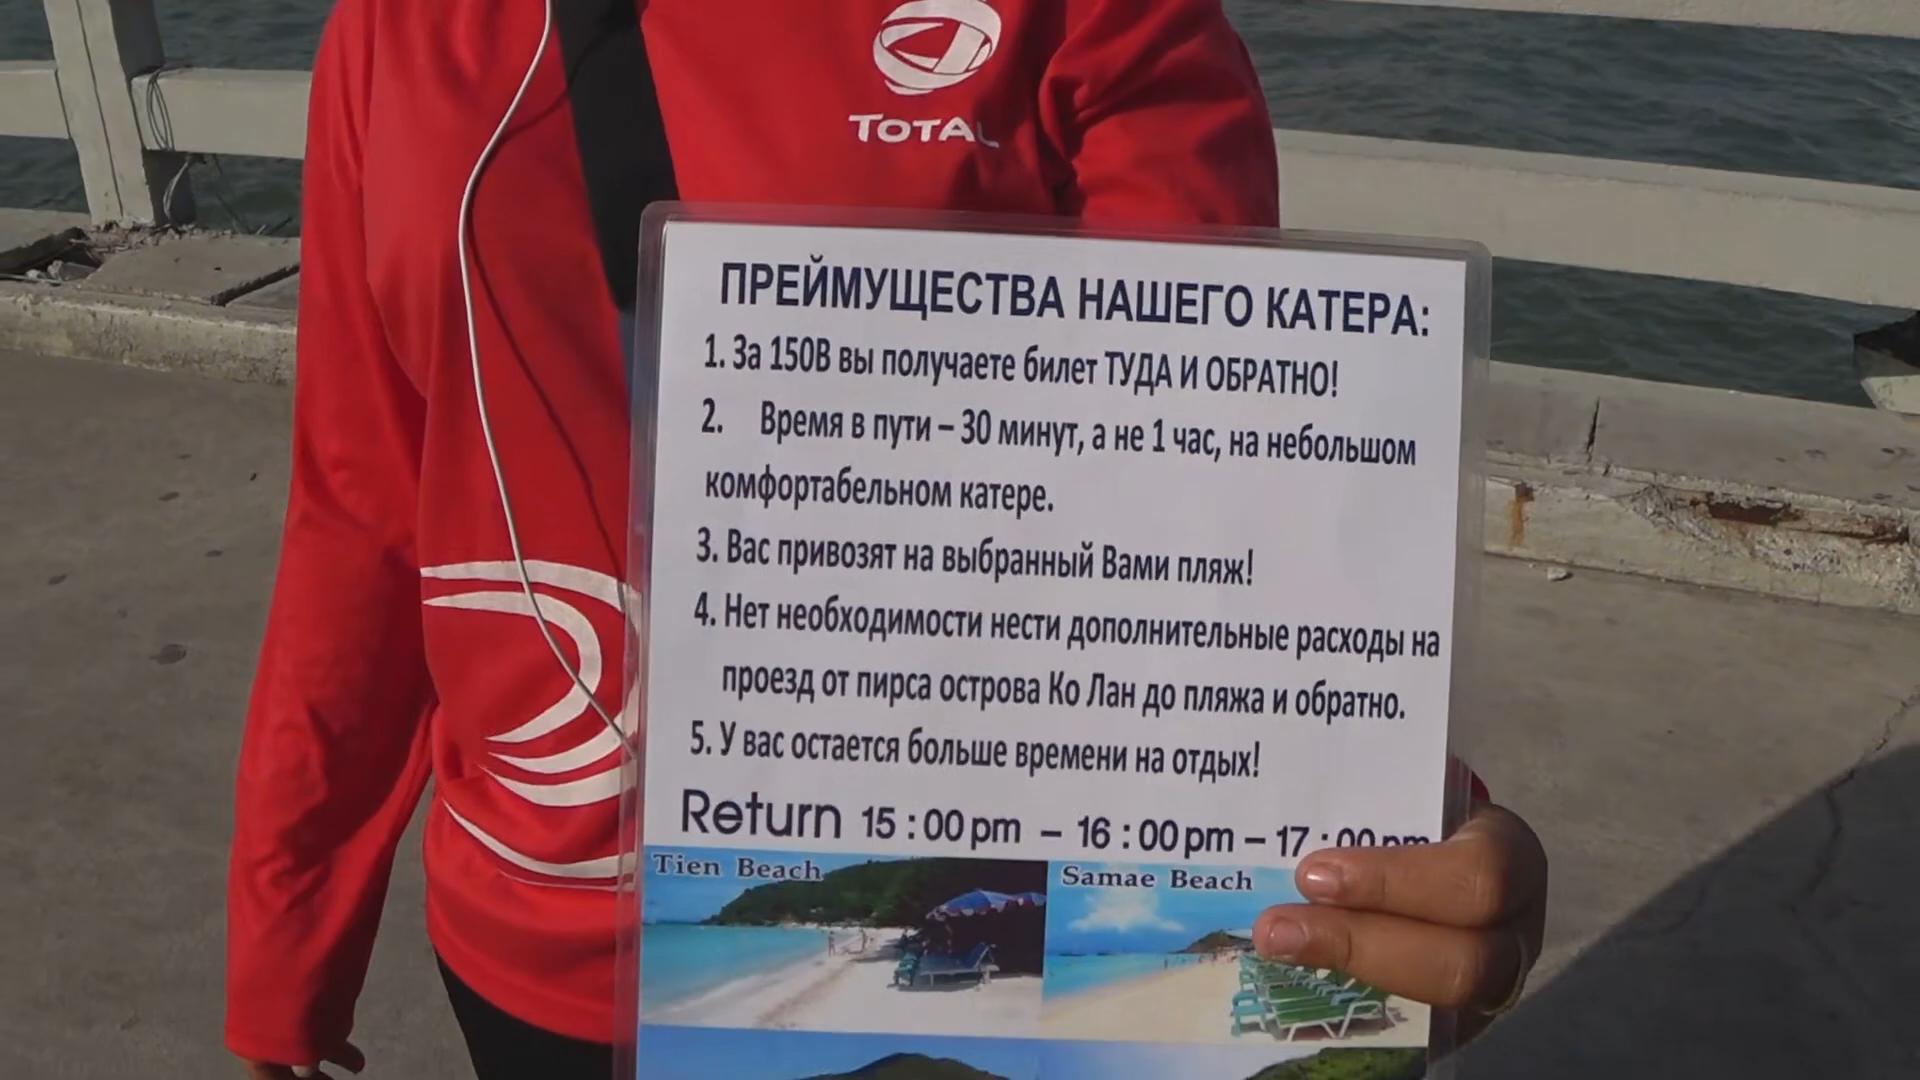 TOTAL
ПРЕЙМУЩЕСТВА НАШЕГО КАТЕРА:
1. За 150В вы получаете билет ТУДА И ОБРАТНО!
2. Время в пути – 30 минут, а не 1 час, на небольшом
комфортабельном катере.
3. Вас привозят на выбранный Вами пляж!
4. Нет необходимости нести дополнительные расходы на
проезд от пирса острова Ко Лан до пляжа и обратно.
5. У вас остается больше времени на отдых!
Return 15 : 00 pm – 16 : 00 pm – 17 : 00 pm
Tien Beach
Samae Beach